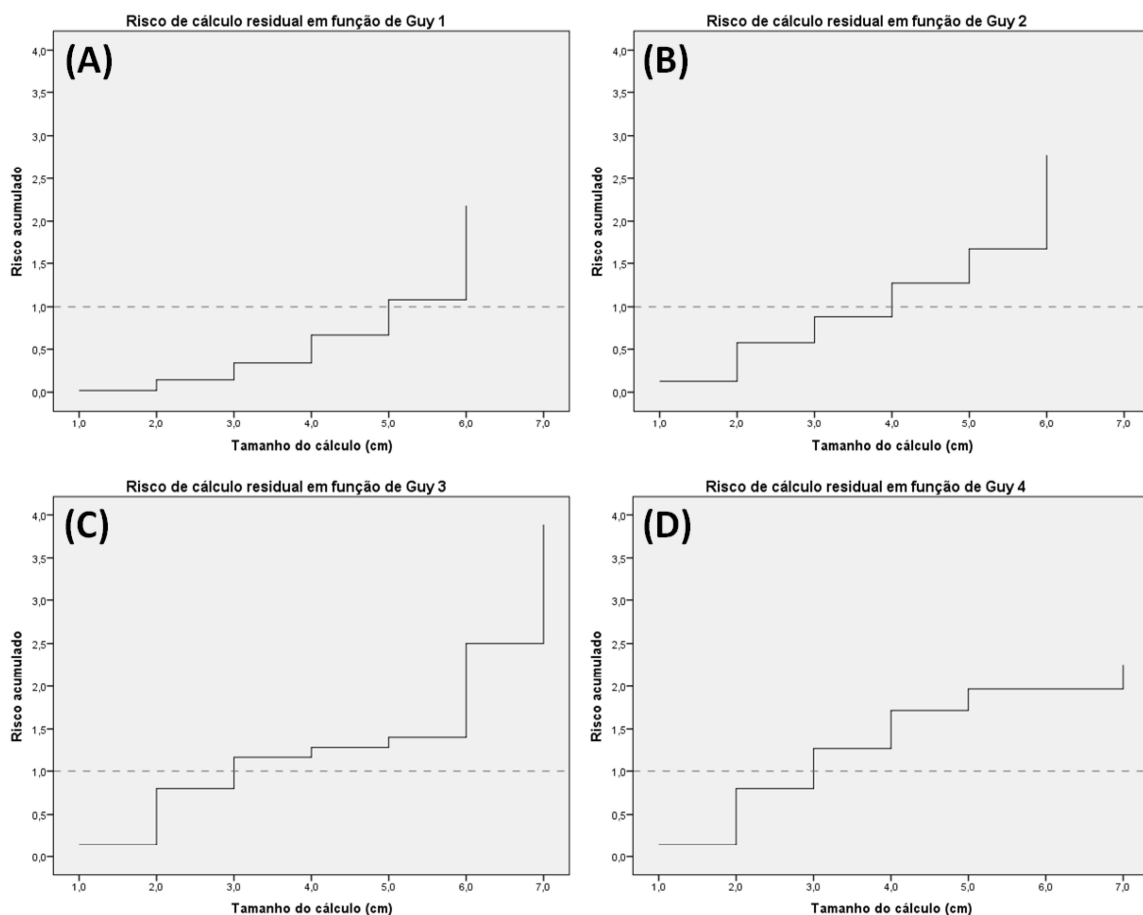 Risco de cálculo residual em função de Guy 1
(A)
4,0
3,5
3,0
2,5
2,0
1,5
1,0
0,5
0,0
Risco acumulado
1,0 2,0 3,0 4,0 5,0 6,0 7,0
Tamanho do cálculo (cm)
Risco de cálculo residual em função de Guy 2
(B)
4,0
3,5
3,0
2,5
2,0
1,5
1,0
0,5
0,0
Risco acumulado
1,0 2,0 3,0 4,0 5,0 6,0 7,0
Tamanho do cálculo (cm)
Risco de cálculo residual em função de Guy 3
(C)
4,0
3,5
3,0
2,5
2,0
1,5
1,0
0,5
0,0
Risco acumulado
1,0 2,0 3,0 4,0 5,0 6,0 7,0
Tamanho do cálculo (cm)
Risco de cálculo residual em função de Guy 4
(D)
4,0
3,5
3,0
2,5
2,0
1,5
1,0
0,5
0,0
Risco acumulado
1,0 2,0 3,0 4,0 5,0 6,0 7,0
Tamanho do cálculo (cm)